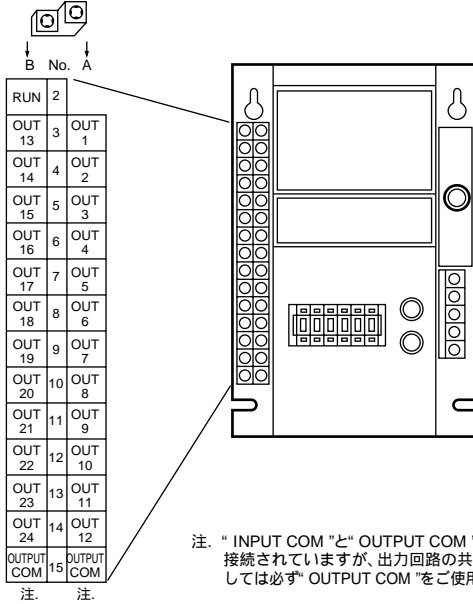 B No. A
RUN 2
OUT 13 3 OUT 1
OUT 14 4 OUT 2
OUT 15 5 OUT 3
OUT 16 6 OUT 4
OUT 17 7 OUT 5
OUT 18 8 OUT 6
OUT 19 9 OUT 7
OUT 20 10 OUT 8
OUT 21 11 OUT 9
OUT 22 12 OUT 10
OUT 23 13 OUT 11
OUT 24 14 OUT 12
OUTPUT COM 15 OUTPUT COM
注. 注.
注. “ INPUT COM ”と“ OUTPUT COM ”
接続されていますが、出力回路の共
しては必ず“ OUTPUT COM ”をご使用